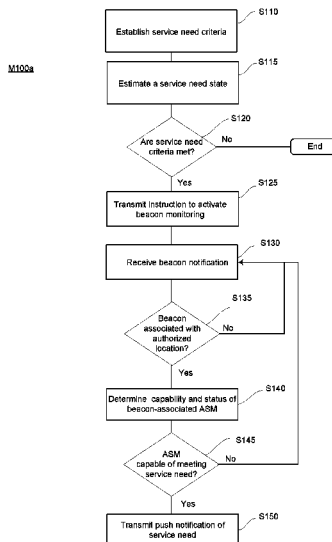 S110
Establish service need criteria
M100a
S115
Estimate a service need state
S120
Are service need
criteria met?
No
End
Yes
S125
Transmit instruction to activate
beacon monitoring
S130
Receive beacon notification
S135
Beacon
associated with
authorized
location?
No
Yes
S140
Determine capability and status of
beacon-associated ASM
S145
ASM
capable of meeting
service need?
No
Yes
S150
Transmit push notification of
service need